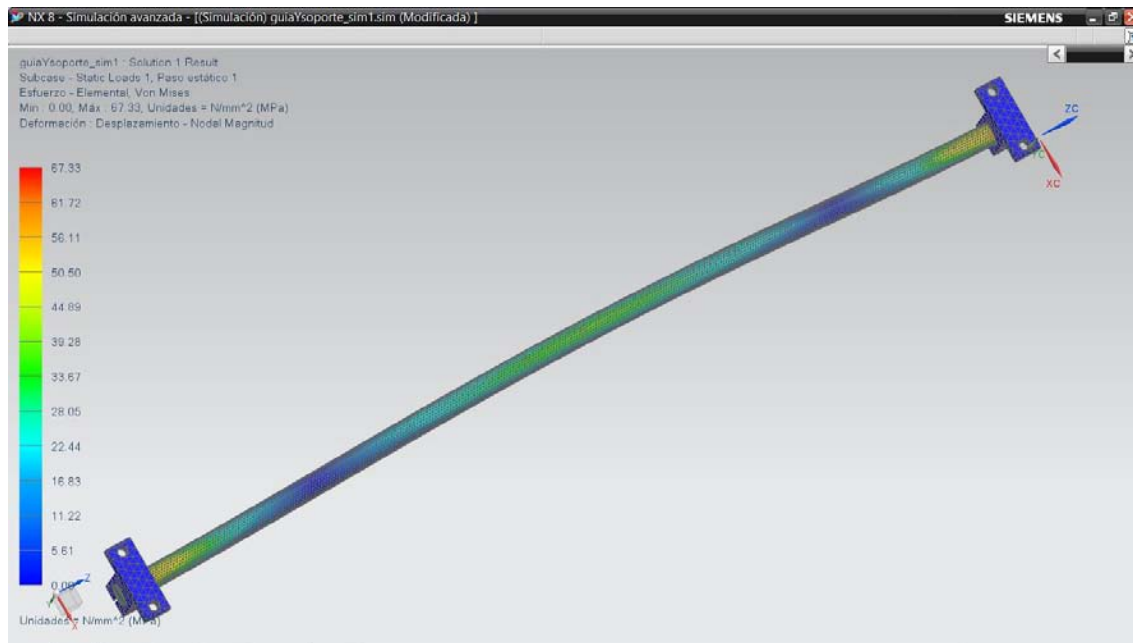 NX 8 - Simulación avanzada - [(Simulación) guiaYsoporte_sim1.sim (Modificada) ]
SIEMENS
guiaYsoporte_sim1 : Solution 1 Result
Subcase - Static Loads 1, Paso estático 1
Esfuerzo - Elemental, Von Mises
Min : 0.00, Máx : 67.33, Unidades = N/mm^2 (MPa)
Deformación : Desplazamiento - Nodal Magnitud
67.33
61.72
56.11
50.50
44.89
39.28
33.67
28.05
22.44
16.83
11.22
5.61
0.00
Unidades = N/mm^2 (MPa)
ZC
YC
XC
Z
Y
X